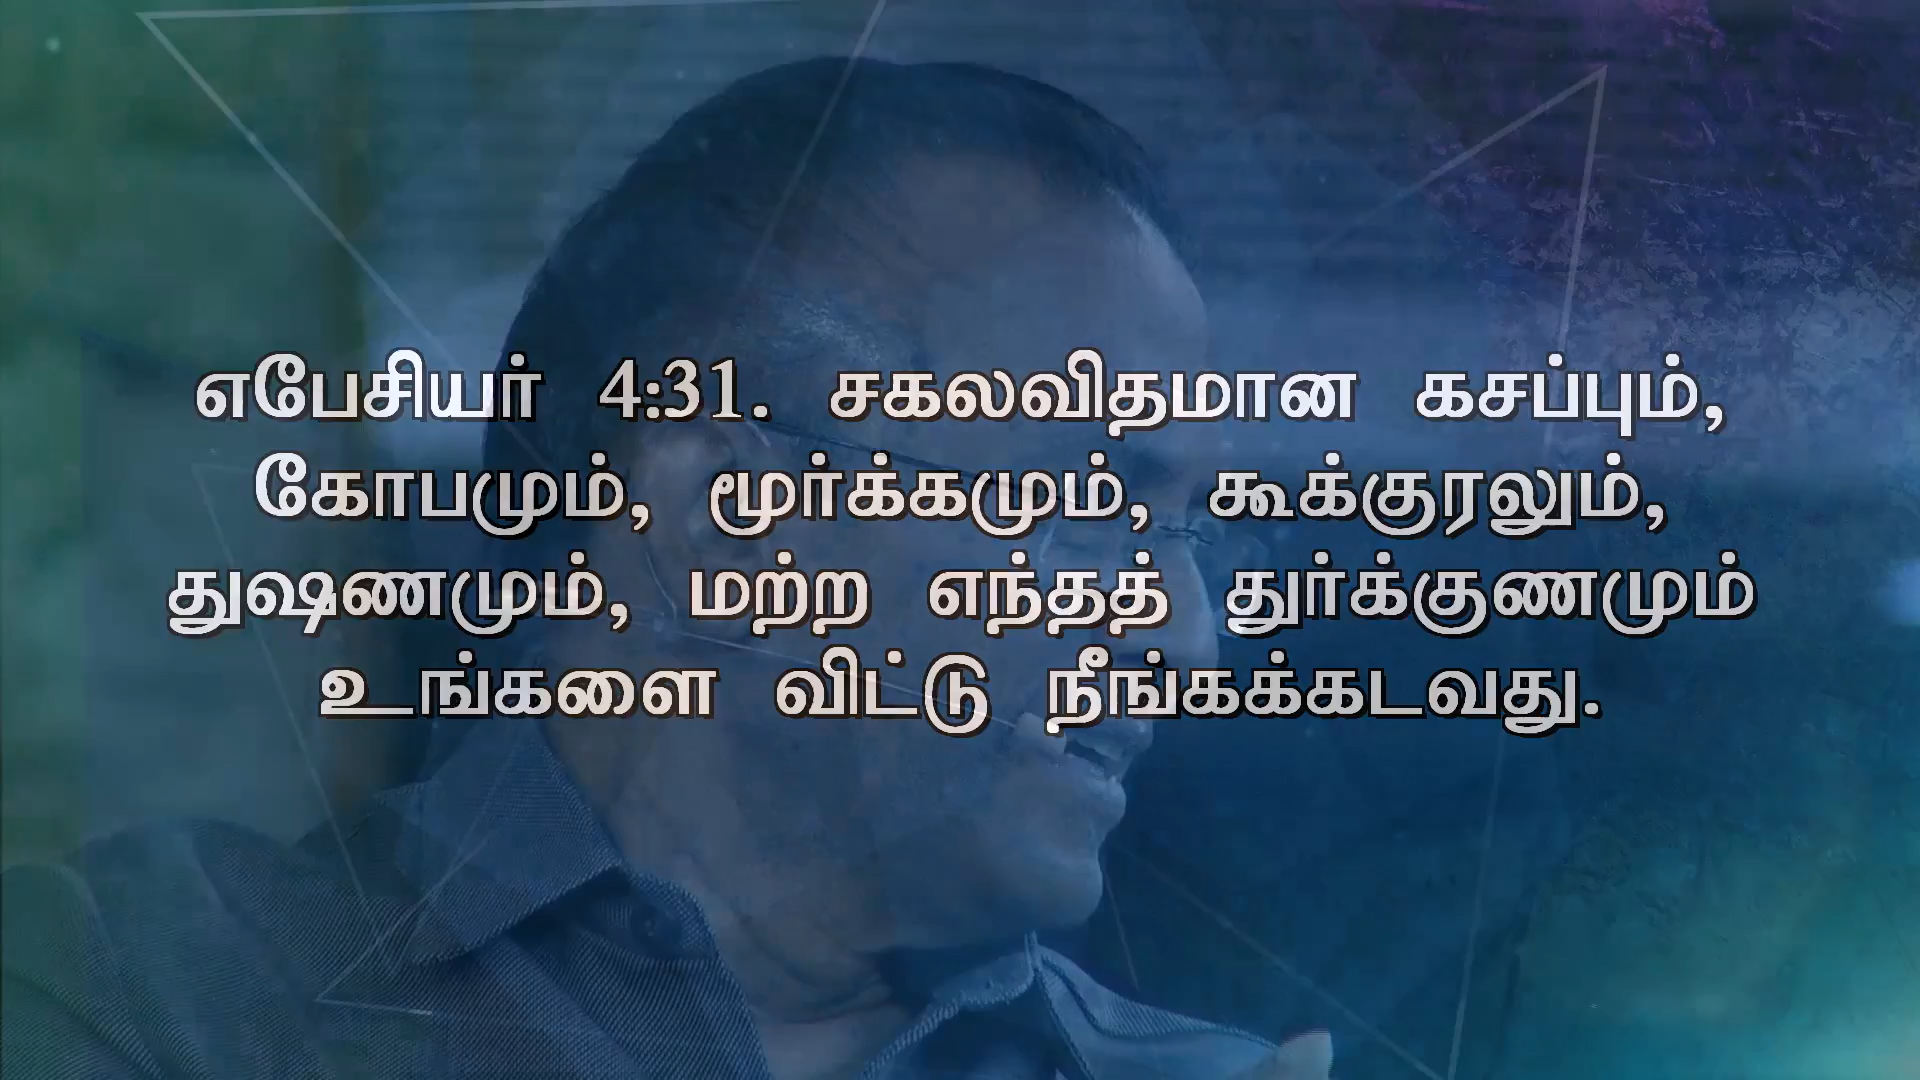 எபேசியர் 4:31. சகலவிதமான கசப்பும்,
கோபமும், மூர்க்கமும், கூக்குரலும்,
துஷணமும், மற்ற எந்தத் துர்க்குணமும்
உங்களை விட்டு நீங்கக்கடவது.